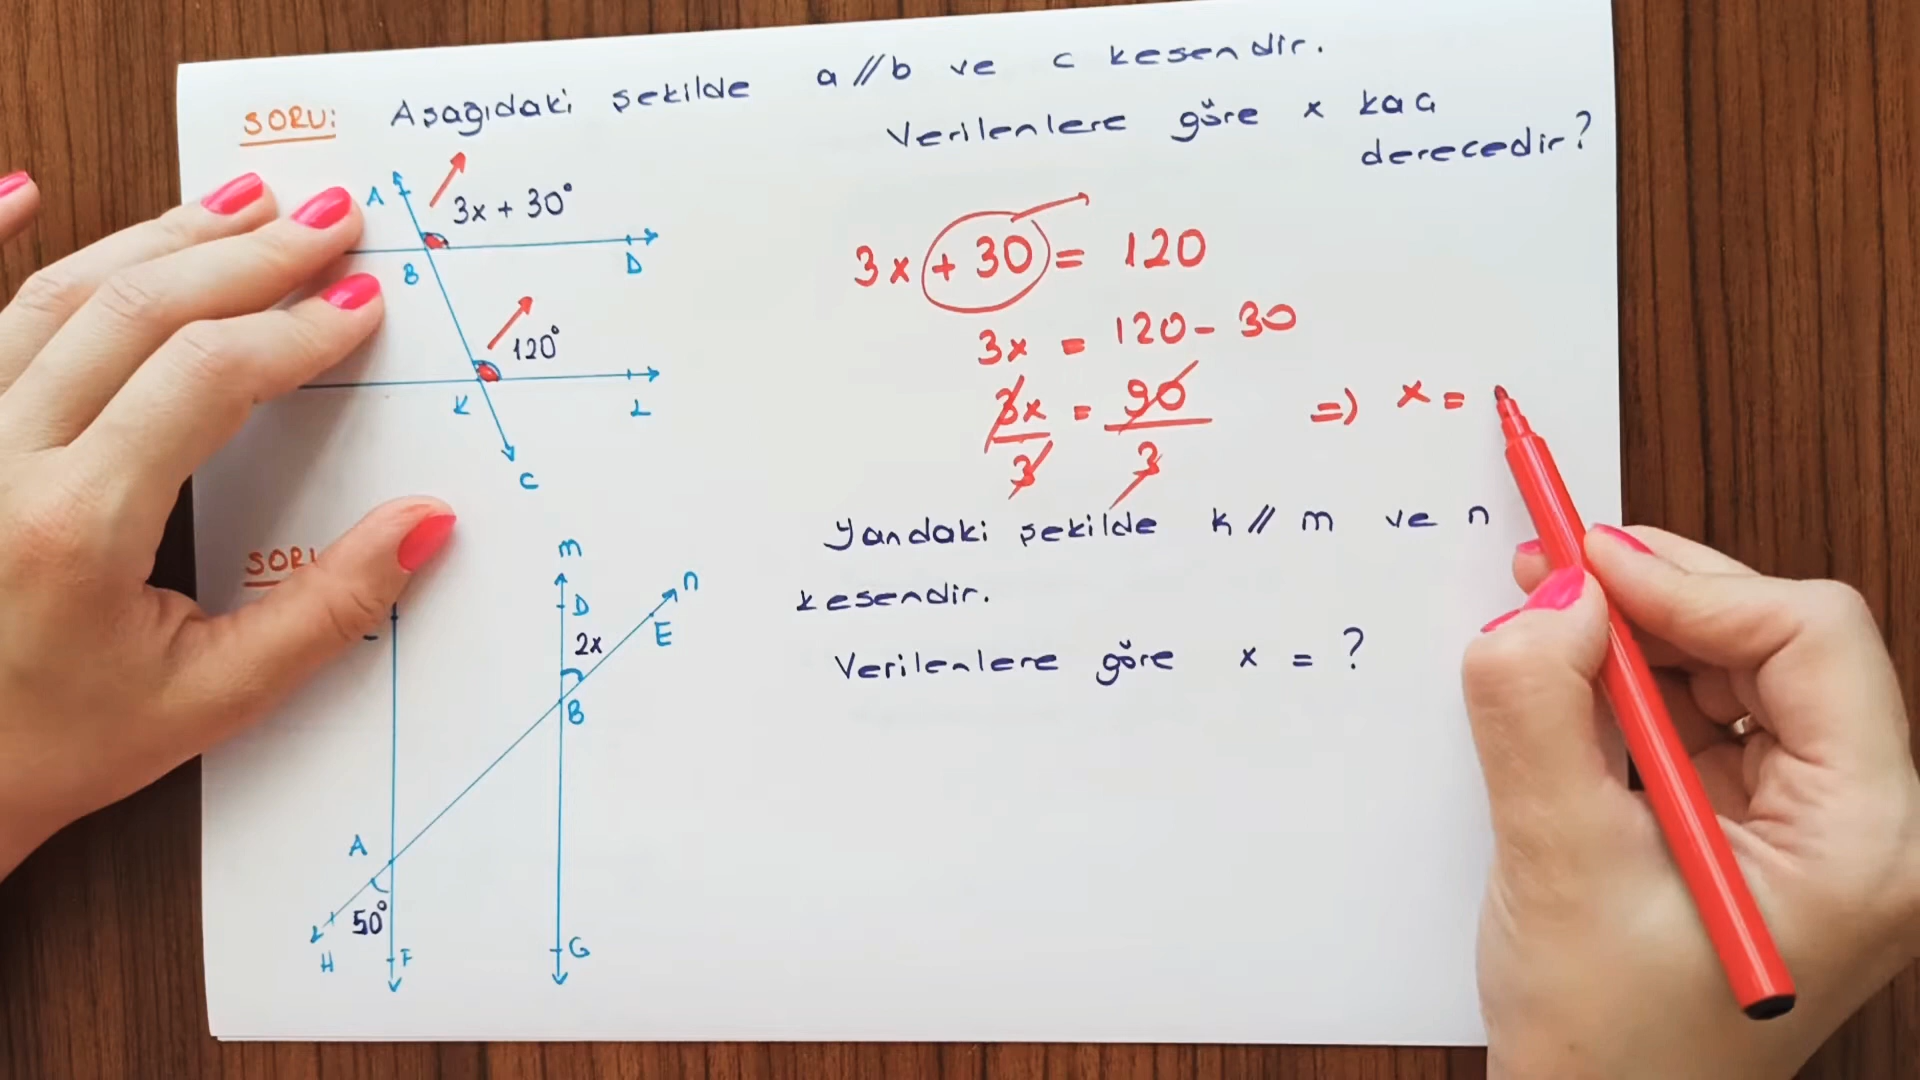 SORU: Aşağıdaki şekilde a // b ve c kesendir.
Verilenlere göre x kaç
derecedir?
A
3x + 30°
B
D
120°
K
L
C
3x + 30 = 120
3x = 120 - 30
3x/3 = 90/3 => x =
Yandaki şekilde k // m ve n
kesendir.
Verilenlere göre x = ?
m
n
D
E
2x
B
A
50°
H
F
G